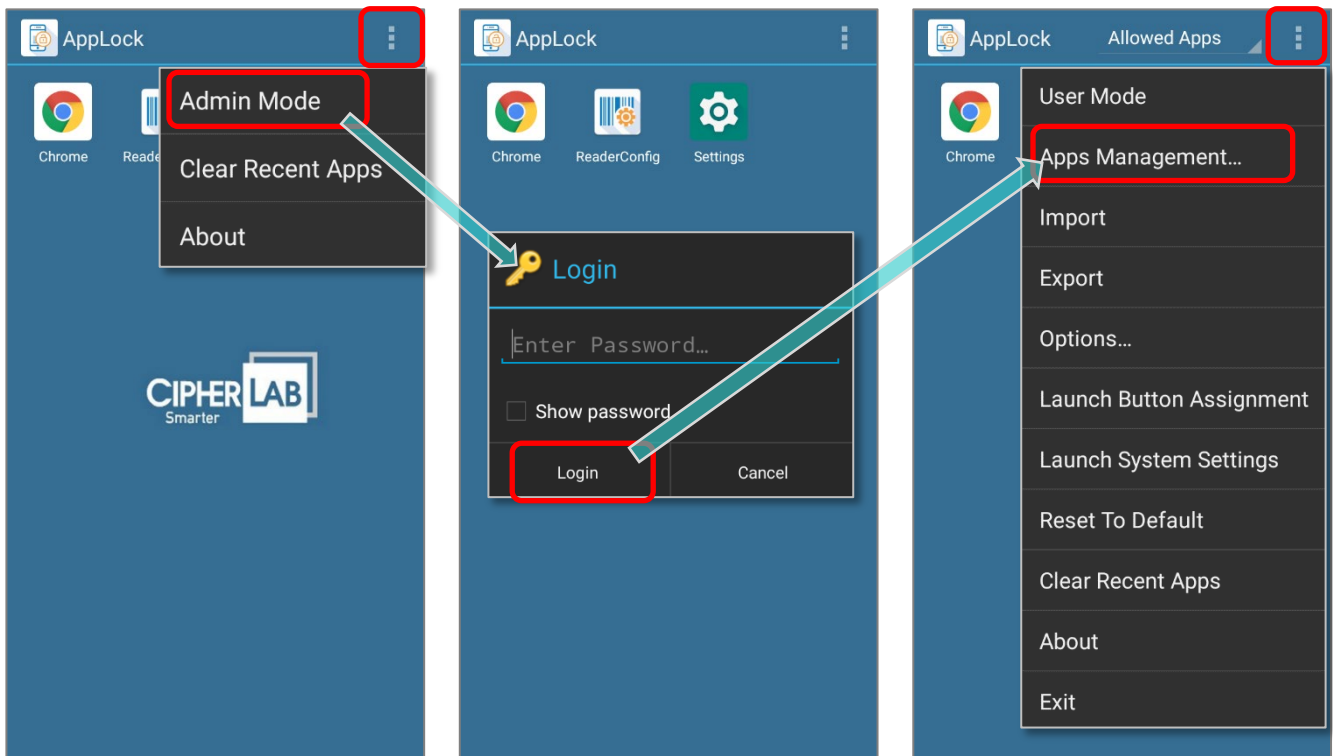 AppLock
Admin Mode
Chrome
Reade
Clear Recent Apps
About
CIPHERLAB
Smarter
AppLock
Chrome
ReaderConfig
Settings
Login
Enter Password…
Show password
Login
Cancel
AppLock
Allowed Apps
Chrome
User Mode
Apps Management…
Import
Export
Options…
Launch Button Assignment
Launch System Settings
Reset To Default
Clear Recent Apps
About
Exit